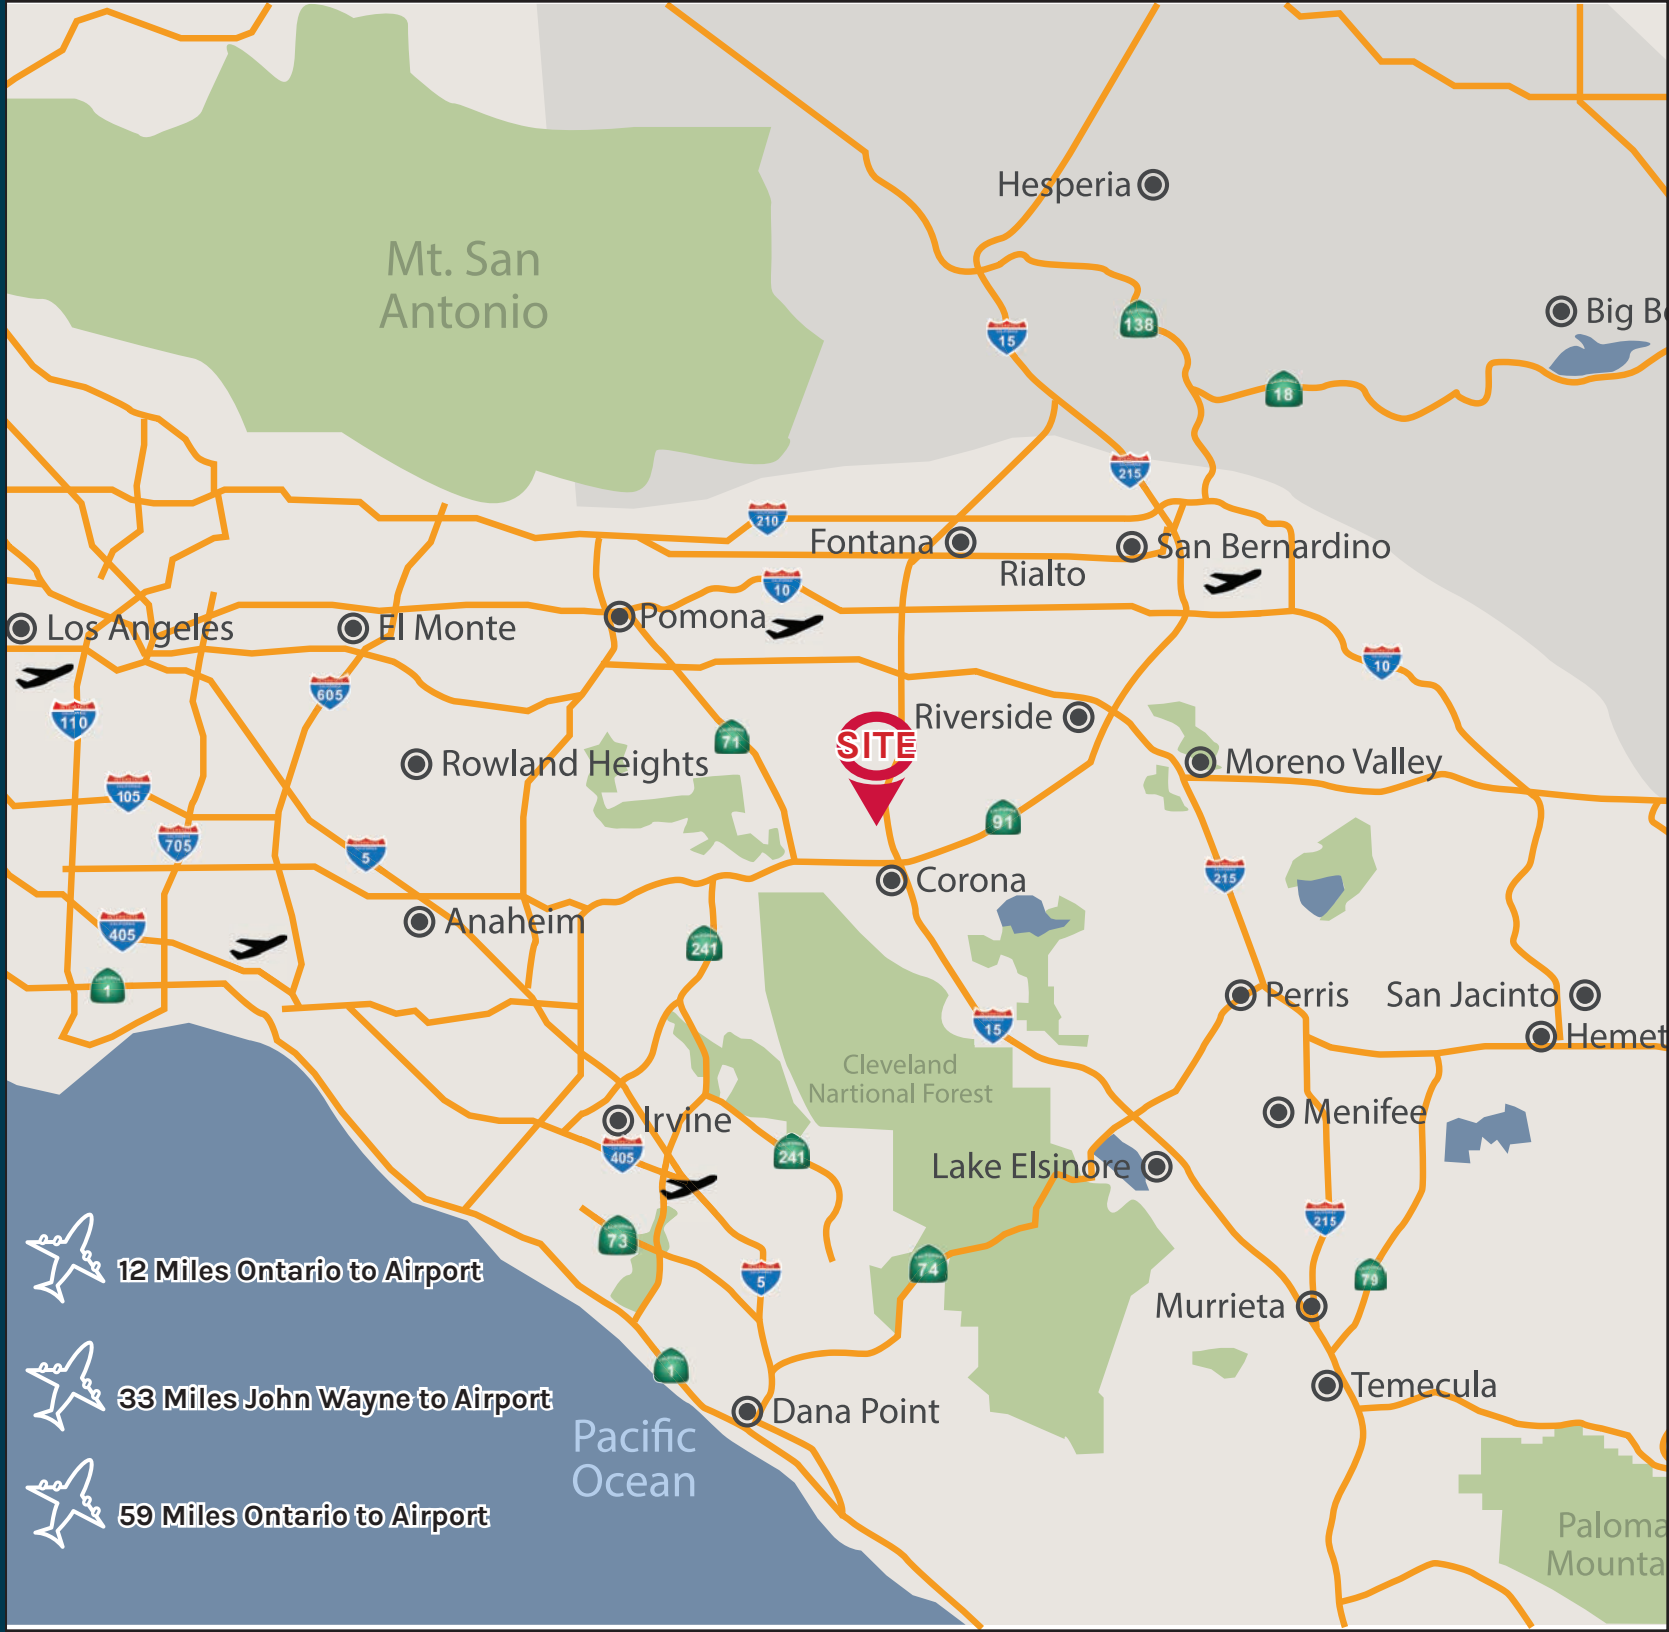 Hesperia
Mt. San
Antonio
Big B
138
15
18
215
210
Fontana
San Bernardino
Rialto
10
Pomona
Los Angeles
El Monte
10
605
110
Riverside
71
SITE
Rowland Heights
Moreno Valley
105
91
705
5
215
Corona
Anaheim
405
241
1
Perris
San Jacinto
15
Hemet
Cleveland
Nartional Forest
Irvine
Menifee
405
241
Lake Elsinore
215
73
74
5
79
12 Miles Ontario to Airport
Murrieta
1
33 Miles John Wayne to Airport
Temecula
Dana Point
Pacific
Ocean
59 Miles Ontario to Airport
Paloma
Mounta